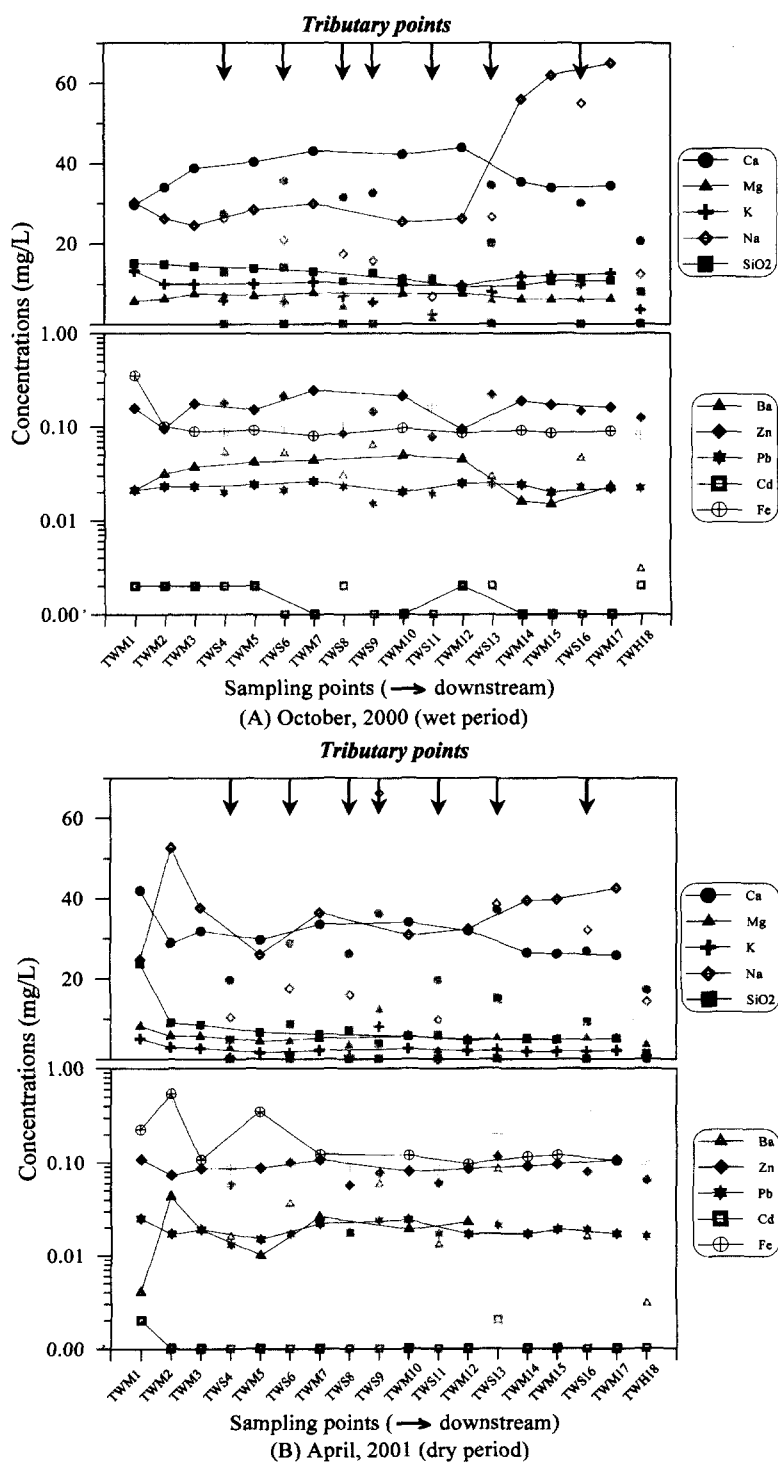 Tributary points
60
40
20
Concentrations (mg/L)
1.00
0.10
0.01
0.00
Ca
Mg
K
Na
SiO2
Ba
Zn
Pb
Cd
Fe
TWM1 TWM2 TWM3 TWS4 TWM5 TWS6 TWM7 TWS8 TWS9 TWM10 TWS11 TWM12 TWS13 TWM14 TWM15 TWS16 TWM17 TWH18
Sampling points (→ downstream)
(A) October, 2000 (wet period)
Tributary points
60
40
20
Concentrations (mg/L)
1.00
0.10
0.01
0.00
Ca
Mg
K
Na
SiO2
Ba
Zn
Pb
Cd
Fe
TWM1 TWM2 TWM3 TWS4 TWM5 TWS6 TWM7 TWS8 TWS9 TWM10 TWS11 TWM12 TWS13 TWM14 TWM15 TWS16 TWM17 TWH18
Sampling points (→ downstream)
(B) April, 2001 (dry period)